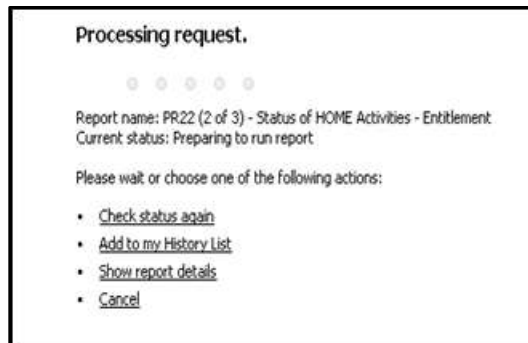 Processing request.
Report name: PR22 (2 of 3) - Status of HOME Activities - Entitlement
Current status: Preparing to run report
Please wait or choose one of the following actions:
• Check status again
• Add to my History List
• Show report details
• Cancel